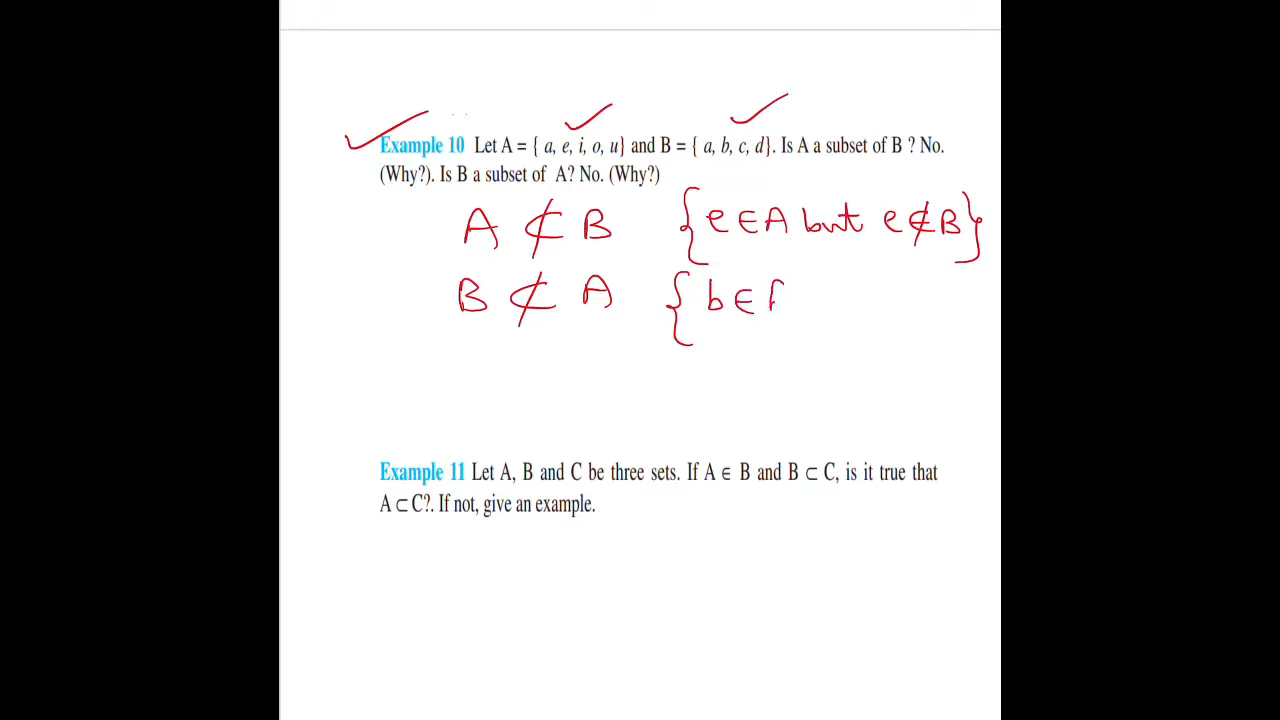 Example 10 Let A = { a, e, i, o, u} and B = { a, b, c, d}. Is A a subset of B ? No.
(Why?). Is B a subset of A? No. (Why?)
A ⊄ B { e ∈ A but e ∉ B }
B ⊄ A { b ∈
Example 11 Let A, B and C be three sets. If A ∈ B and B ⊂ C, is it true that
A ⊂ C?. If not, give an example.